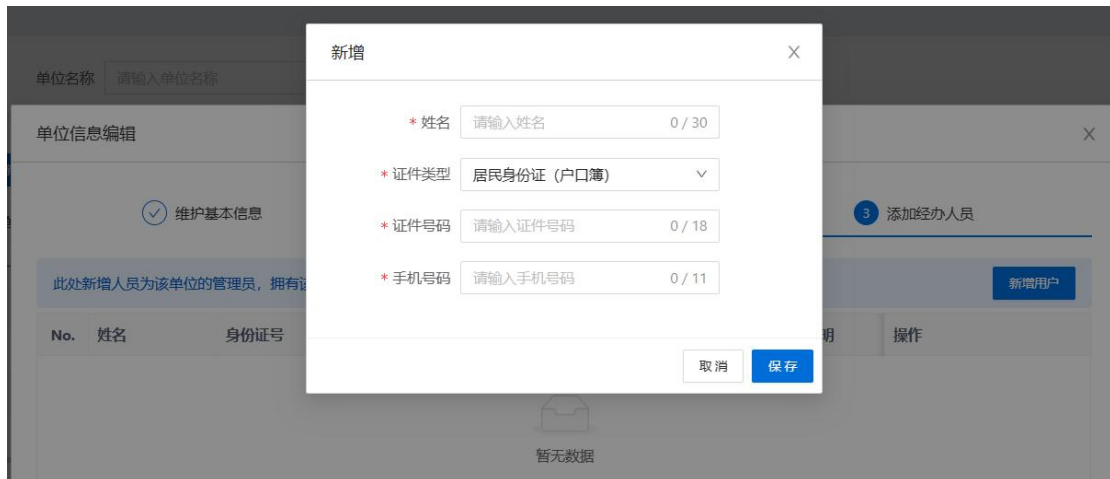 新增
单位名称 请输入单位名称
* 姓名 请输入姓名 0 / 30
单位信息编辑
* 证件类型 居民身份证（户口簿）
维护基本信息
* 证件号码 请输入证件号码 0 / 18
3 添加经办人员
此处新增人员为该单位的管理员，拥有
* 手机号码 请输入手机号码 0 / 11
新增用户
No. 姓名 身份证号 明 操作
取消 保存
暂无数据